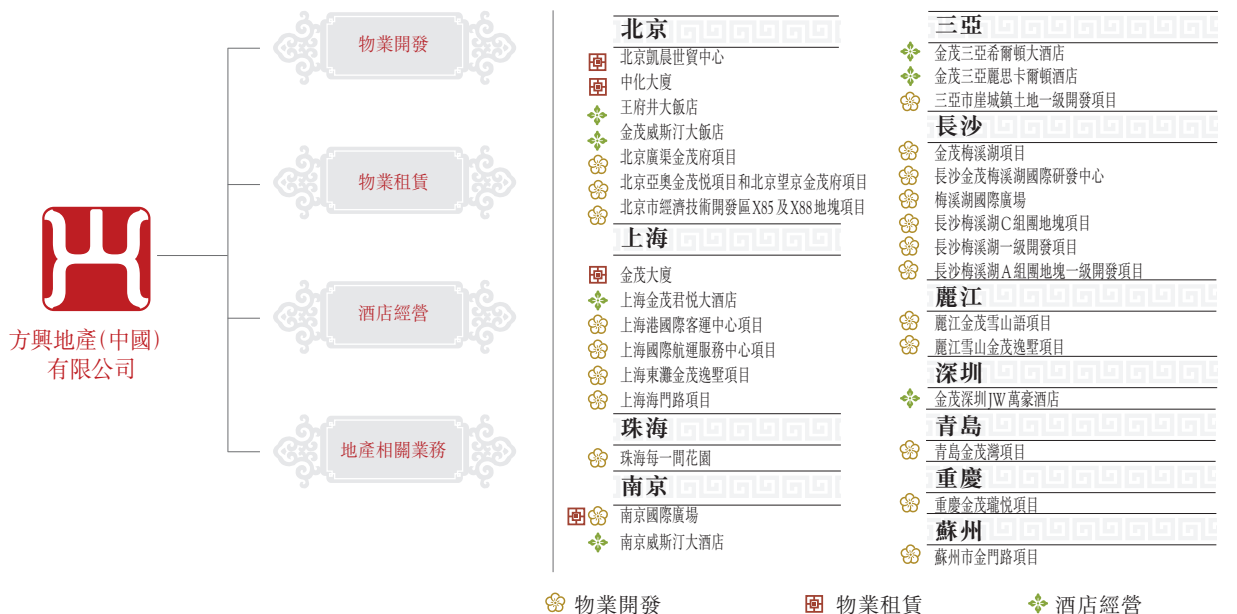 方興地產(中國)
有限公司
物業開發
物業租賃
酒店經營
地產相關業務
北京
北京凱晨世貿中心
中化大廈
王府井大飯店
金茂威斯汀大飯店
北京廣渠金茂府項目
北京亞奧金茂悅項目和北京望京金茂府項目
北京市經濟技術開發區X85及X88地塊項目
上海
金茂大廈
上海金茂君悅大酒店
上海港國際客運中心項目
上海國際航運服務中心項目
上海東灘金茂逸墅項目
上海海門路項目
珠海
珠海每一間花園
南京
南京國際廣場
南京威斯汀大酒店
三亞
金茂三亞希爾頓大酒店
金茂三亞麗思卡爾頓酒店
三亞市崖城鎮土地一級開發項目
長沙
金茂梅溪湖項目
長沙金茂梅溪湖國際研發中心
梅溪湖國際廣場
長沙梅溪湖C組團地塊項目
長沙梅溪湖一級開發項目
長沙梅溪湖A組團地塊一級開發項目
麗江
麗江金茂雪山語項目
麗江雪山金茂逸墅項目
深圳
金茂深圳JW萬豪酒店
青島
青島金茂灣項目
重慶
重慶金茂瓏悅項目
蘇州
蘇州市金門路項目
物業開發
物業租賃
酒店經營